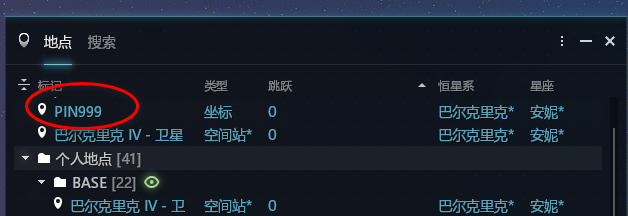 地点 搜索
标记 类型 跳跃 恒星系 星座
PIN999 坐标 0 巴尔克里克* 安妮*
巴尔克里克 IV - 卫星 空间站* 0 巴尔克里克* 安妮*
个人地点 [41]
BASE [22]
巴尔克里克 IV - 卫 空间站* 0 巴尔克里克* 安妮*